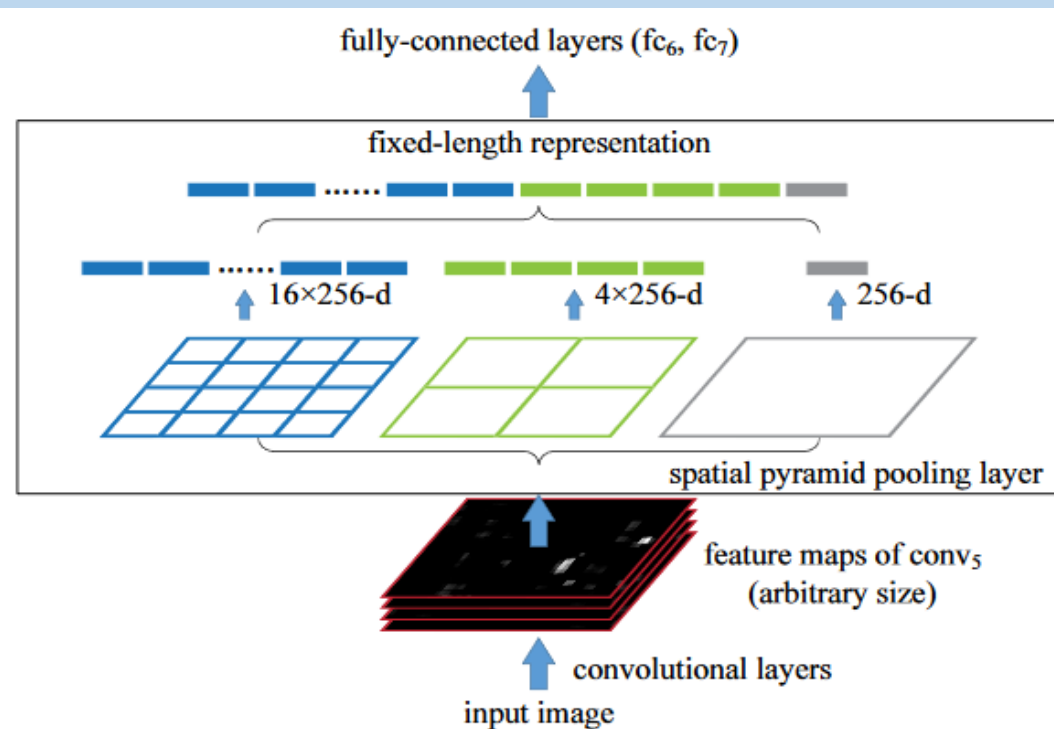 fully-connected layers (fc₆, fc₇)
fixed-length representation
......
......
16×256-d
4×256-d
256-d
spatial pyramid pooling layer
feature maps of conv₅
(arbitrary size)
convolutional layers
input image